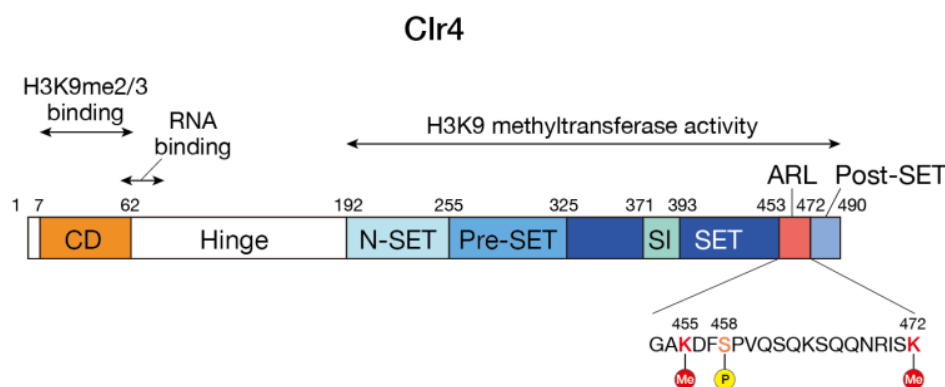 Clr4
H3K9me2/3
binding
RNA
binding
H3K9 methyltransferase activity
ARL
Post-SET
1 7 62 192 255 325 371 393 453 472 490
CD Hinge N-SET Pre-SET SI SET
455 458 472
GAKDFSPVQSQKSQQNRISK
Me P Me